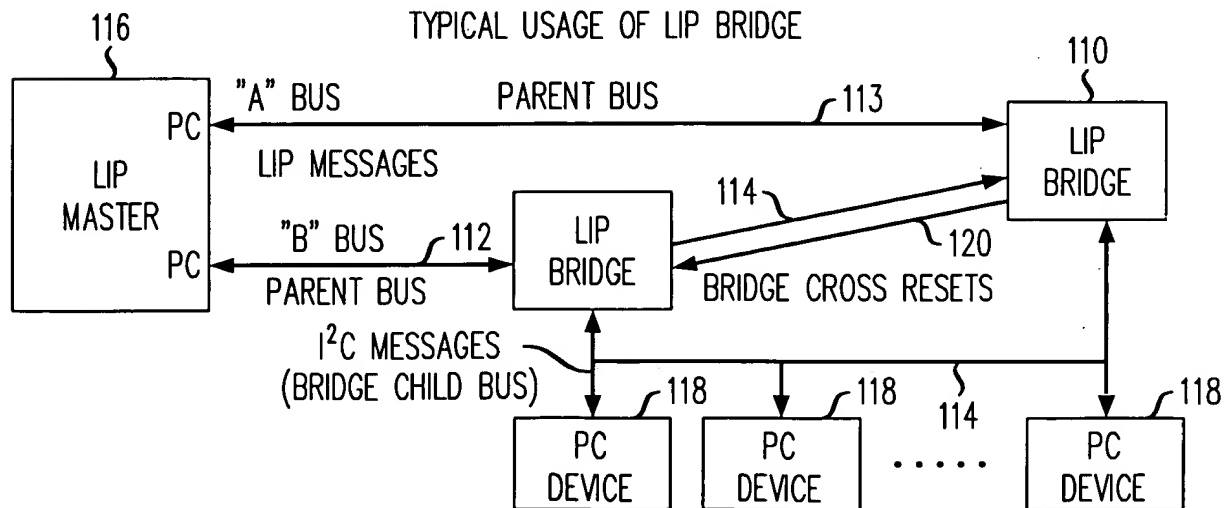 TYPICAL USAGE OF LIP BRIDGE
116
110
"A" BUS
PARENT BUS
113
PC
LIP MESSAGES
LIP
MASTER
LIP
BRIDGE
114
120
"B" BUS
112
PC
PARENT BUS
LIP
BRIDGE
BRIDGE CROSS RESETS
I²C MESSAGES
(BRIDGE CHILD BUS)
114
118
118
118
PC
DEVICE
PC
DEVICE
.....
PC
DEVICE